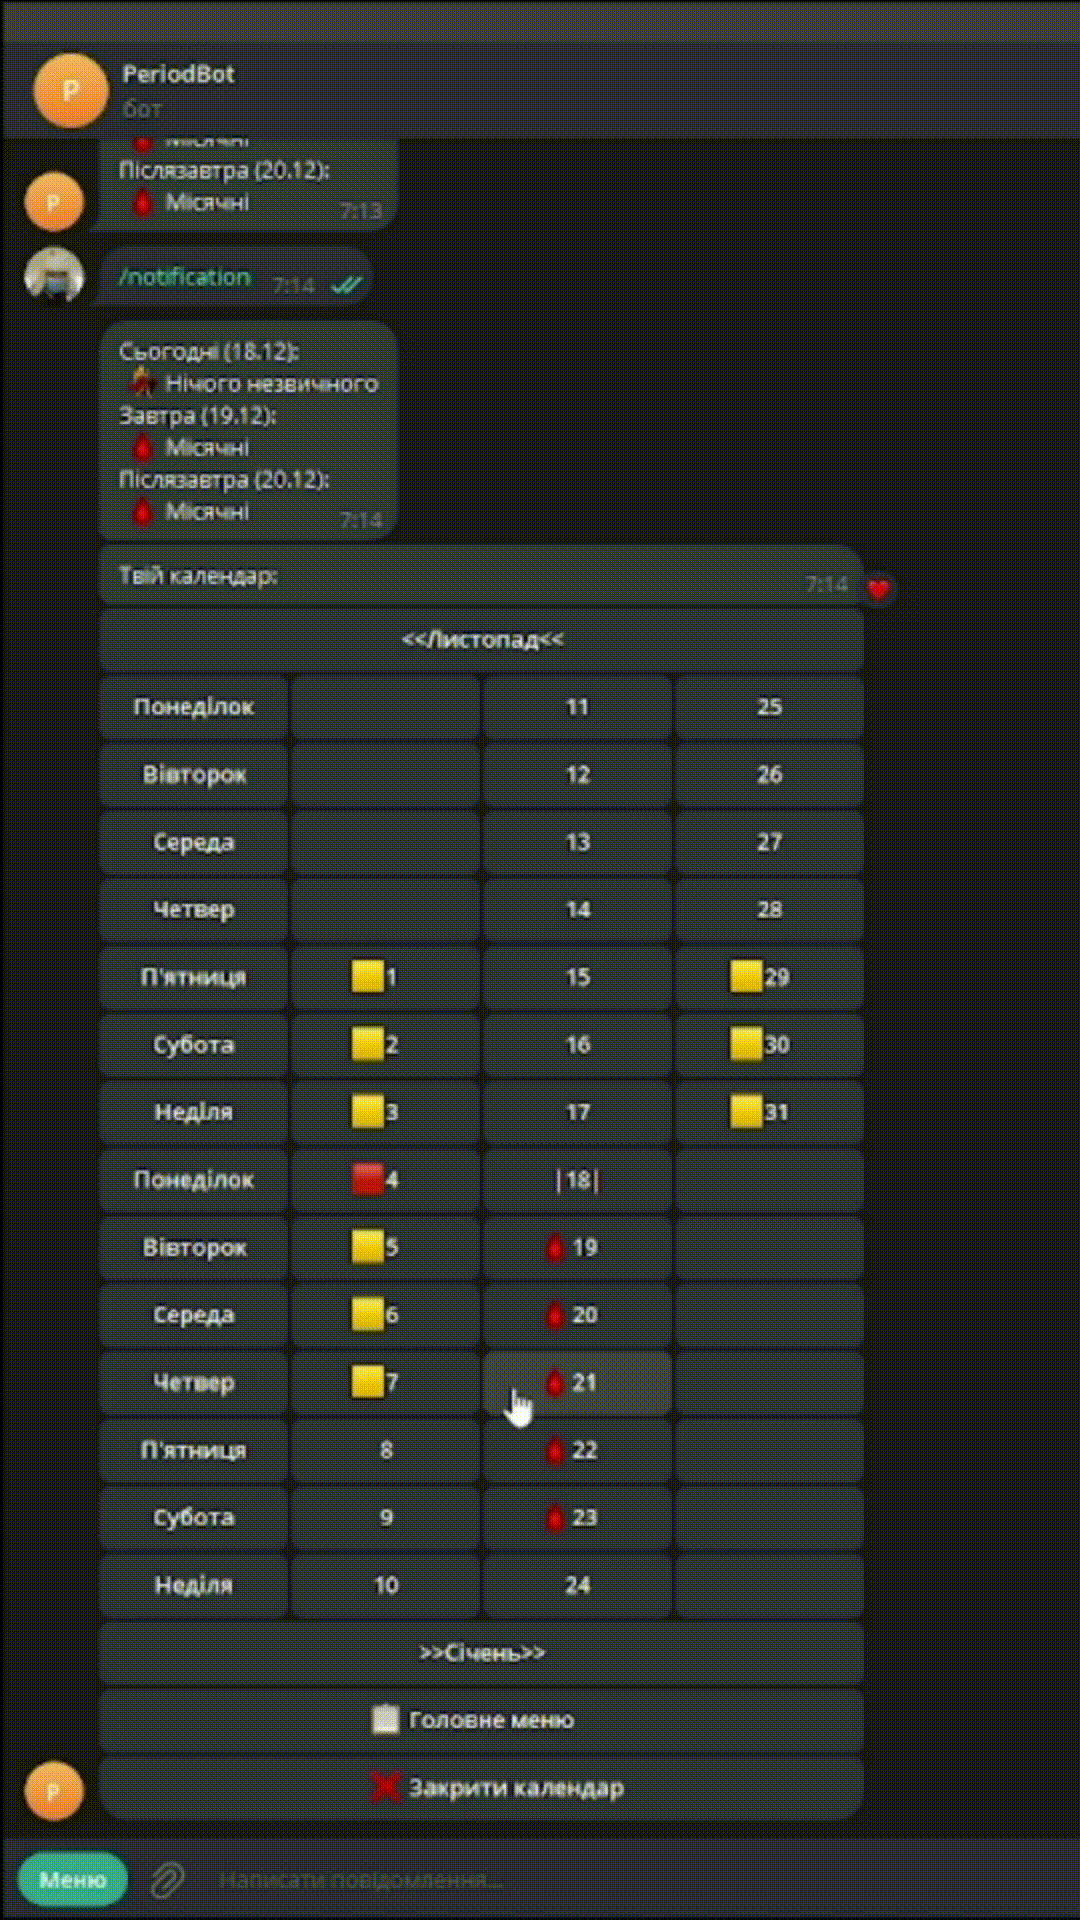 P
PeriodBot
бот
Місячні
Післязавтра (20.12):
P
Місячні
7:13
/notification 7:14
Сьогодні (18.12):
Нічого незвичного
Завтра (19.12):
Місячні
Післязавтра (20.12):
Місячні
7:14
Твій календар:
7:14
<<Листопад<<
Понеділок 11 25
Вівторок 12 26
Середа 13 27
Четвер 14 28
П'ятниця 1 15 29
Субота 2 16 30
Неділя 3 17 31
Понеділок 4 |18|
Вівторок 5 19
Середа 6 20
Четвер 7 21
П'ятниця 8 22
Субота 9 23
Неділя 10 24
>>Січень>>
Головне меню
P
Закрити календар
Меню
Написати повідомлення...